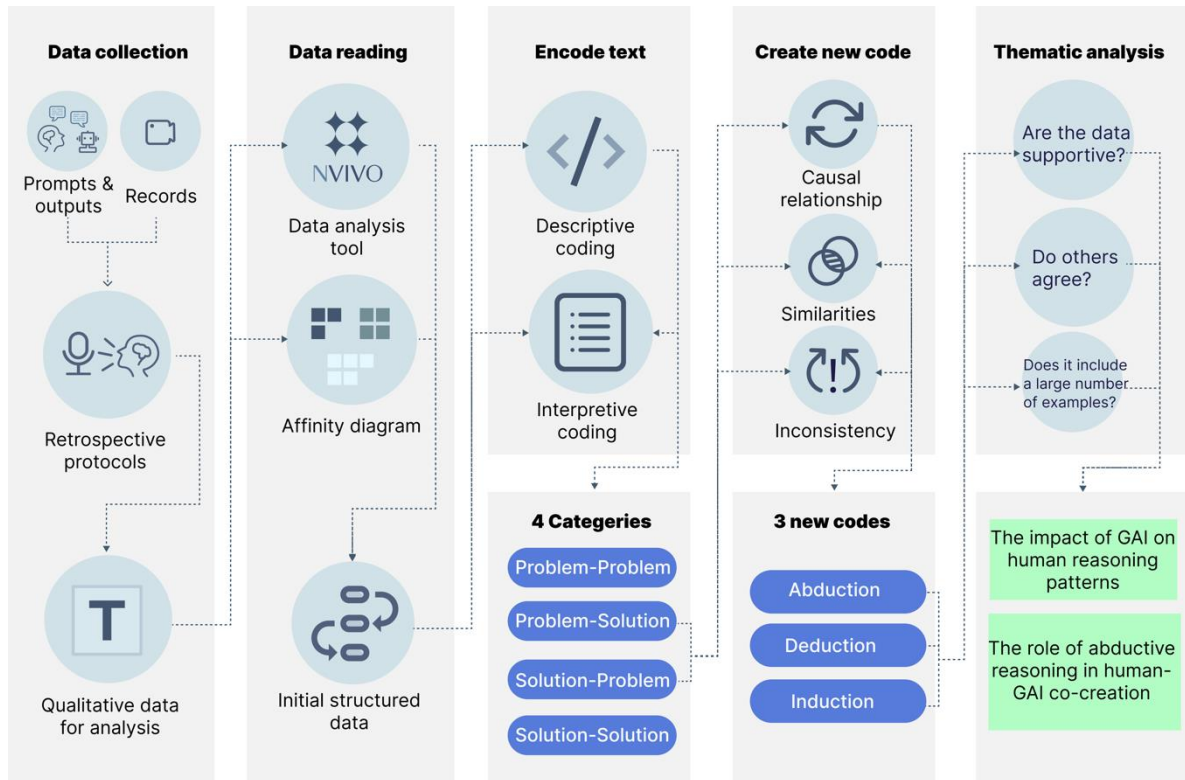 Data collection
Prompts &
outputs
Records
Retrospective
protocols
T
Qualitative data
for analysis
Data reading
NVIVO
Data analysis
tool
Affinity diagram
Initial structured
data
Encode text
</>
Descriptive
coding
Interpretive
coding
4 Categeries
Problem-Problem
Problem-Solution
Solution-Problem
Solution-Solution
Create new code
Causal
relationship
Similarities
!
Inconsistency
3 new codes
Abduction
Deduction
Induction
Thematic analysis
Are the data
supportive?
Do others
agree?
Does it include
a large number
of examples?
The impact of GAI on
human reasoning
patterns
The role of abductive
reasoning in human-
GAI co-creation